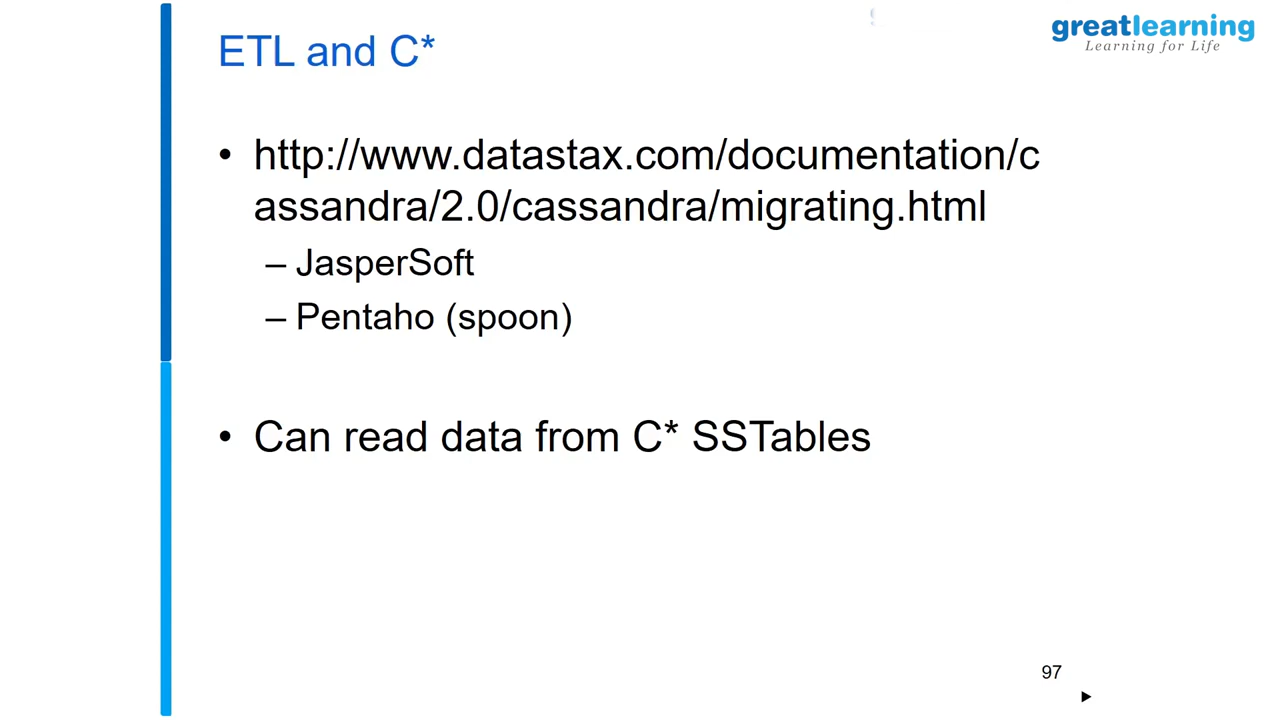 ETL and C*
greatlearning
Learning for Life
• http://www.datastax.com/documentation/c
assandra/2.0/cassandra/migrating.html
– JasperSoft
– Pentaho (spoon)
• Can read data from C* SSTables
97